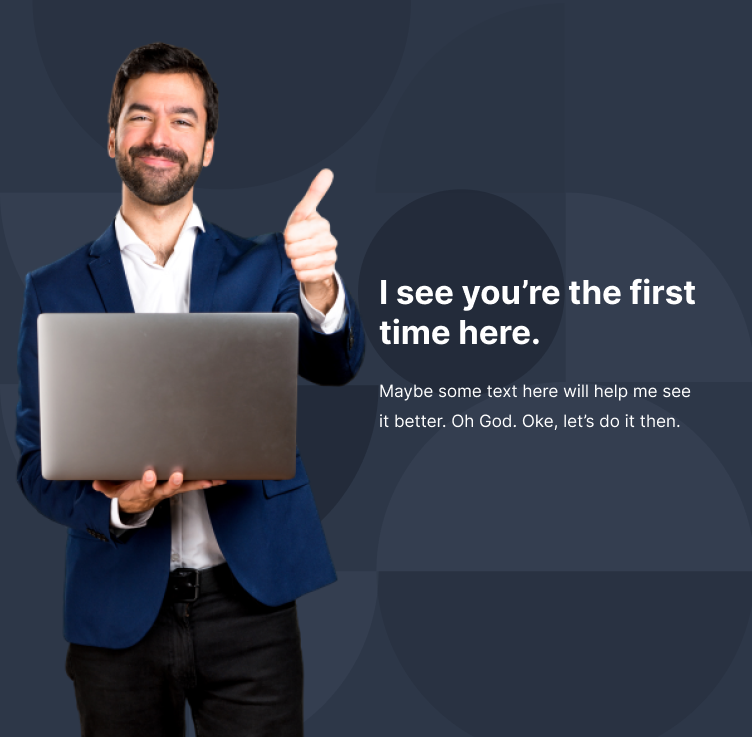 I see you’re the first
time here.
Maybe some text here will help me see
it better. Oh God. Oke, let’s do it then.